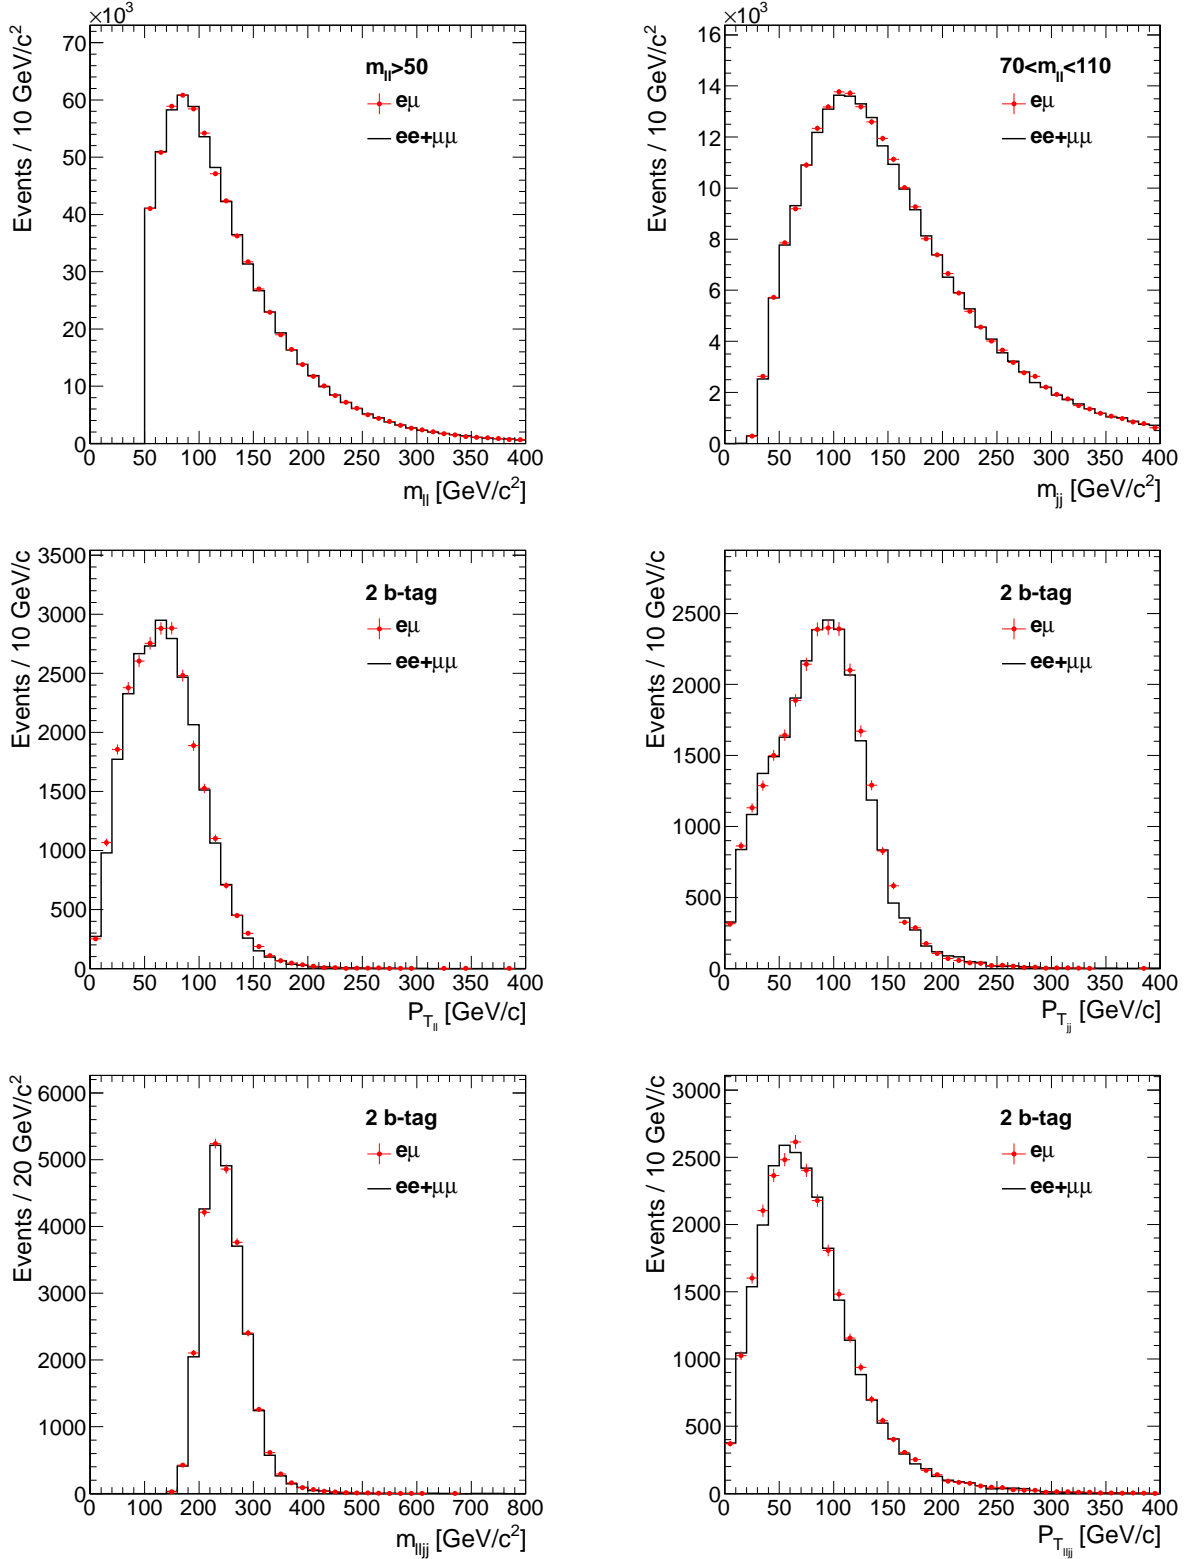 ×10³
Events / 10 GeV/c²
70
60
50
40
30
20
10
0
m_ll>50
eμ
ee+μμ
0 50 100 150 200 250 300 350 400
m_ll [GeV/c²]
×10³
Events / 10 GeV/c²
16
14
12
10
8
6
4
2
0
70<m_ll<110
eμ
ee+μμ
0 50 100 150 200 250 300 350 400
m_jj [GeV/c²]
Events / 10 GeV/c
3500
3000
2500
2000
1500
1000
500
0
2 b-tag
eμ
ee+μμ
0 50 100 150 200 250 300 350 400
P_T_ll [GeV/c]
Events / 10 GeV/c
2500
2000
1500
1000
500
0
2 b-tag
eμ
ee+μμ
0 50 100 150 200 250 300 350 400
P_T_jj [GeV/c]
Events / 20 GeV/c²
6000
5000
4000
3000
2000
1000
0
2 b-tag
eμ
ee+μμ
0 100 200 300 400 500 600 700 800
m_lljj [GeV/c²]
Events / 10 GeV/c
3000
2500
2000
1500
1000
500
0
2 b-tag
eμ
ee+μμ
0 50 100 150 200 250 300 350 400
P_T_lljj [GeV/c]